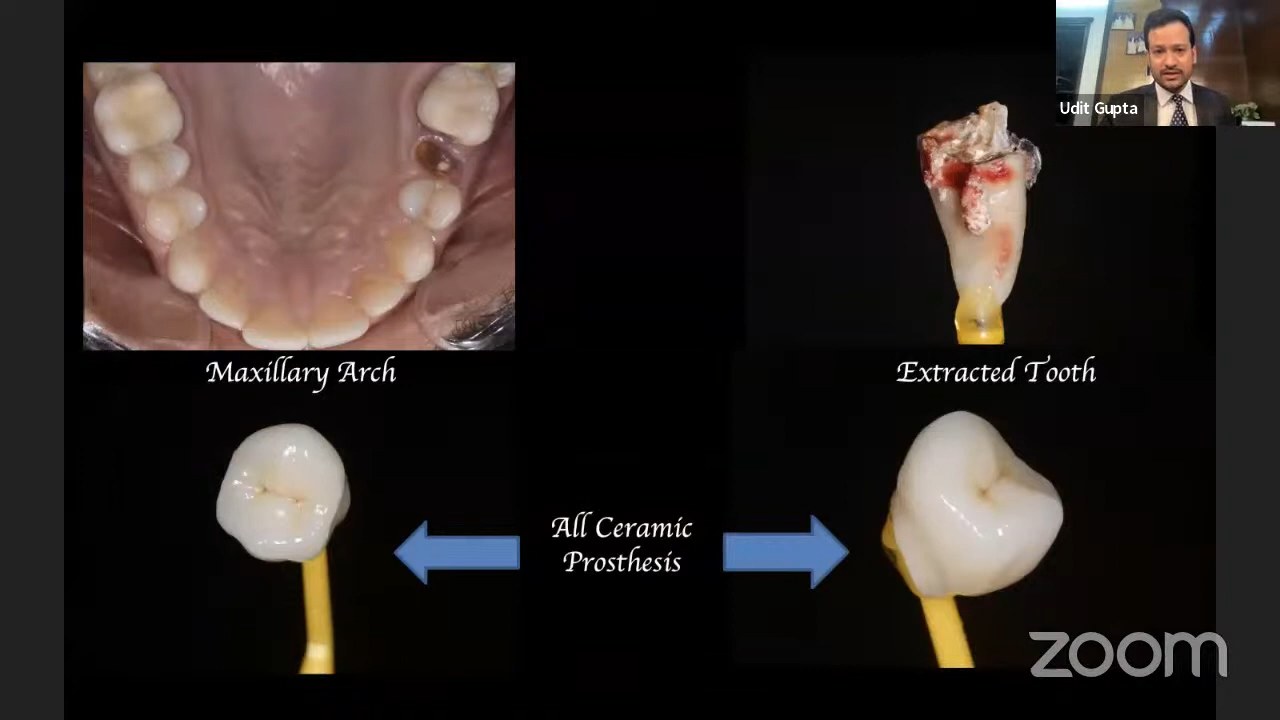 Udit Gupta
Maxillary Arch
Extracted Tooth
All Ceramic
Prosthesis
zoom